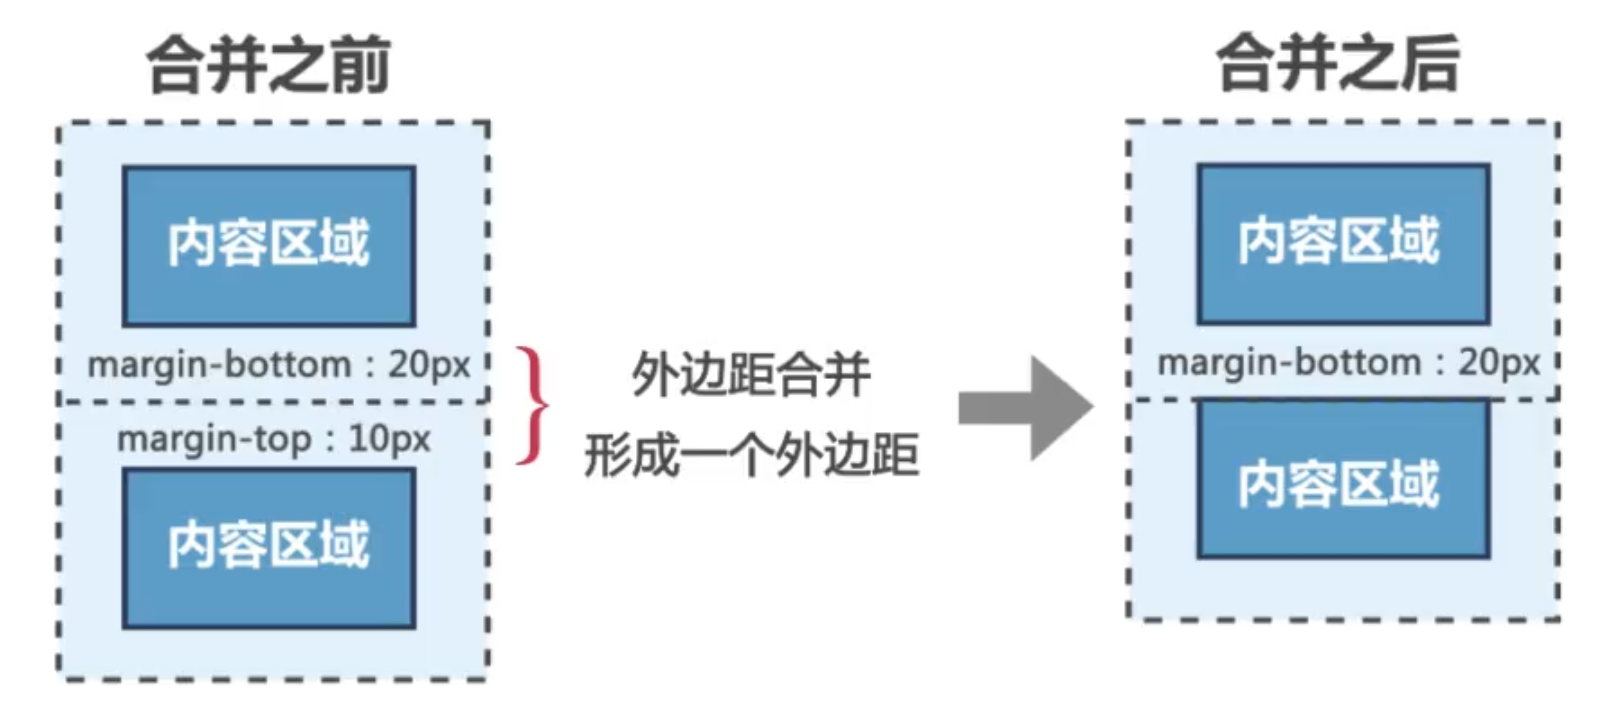 合并之前
内容区域
margin-bottom：20px
margin-top：10px
内容区域
外边距合并
形成一个外边距
合并之后
内容区域
margin-bottom：20px
内容区域